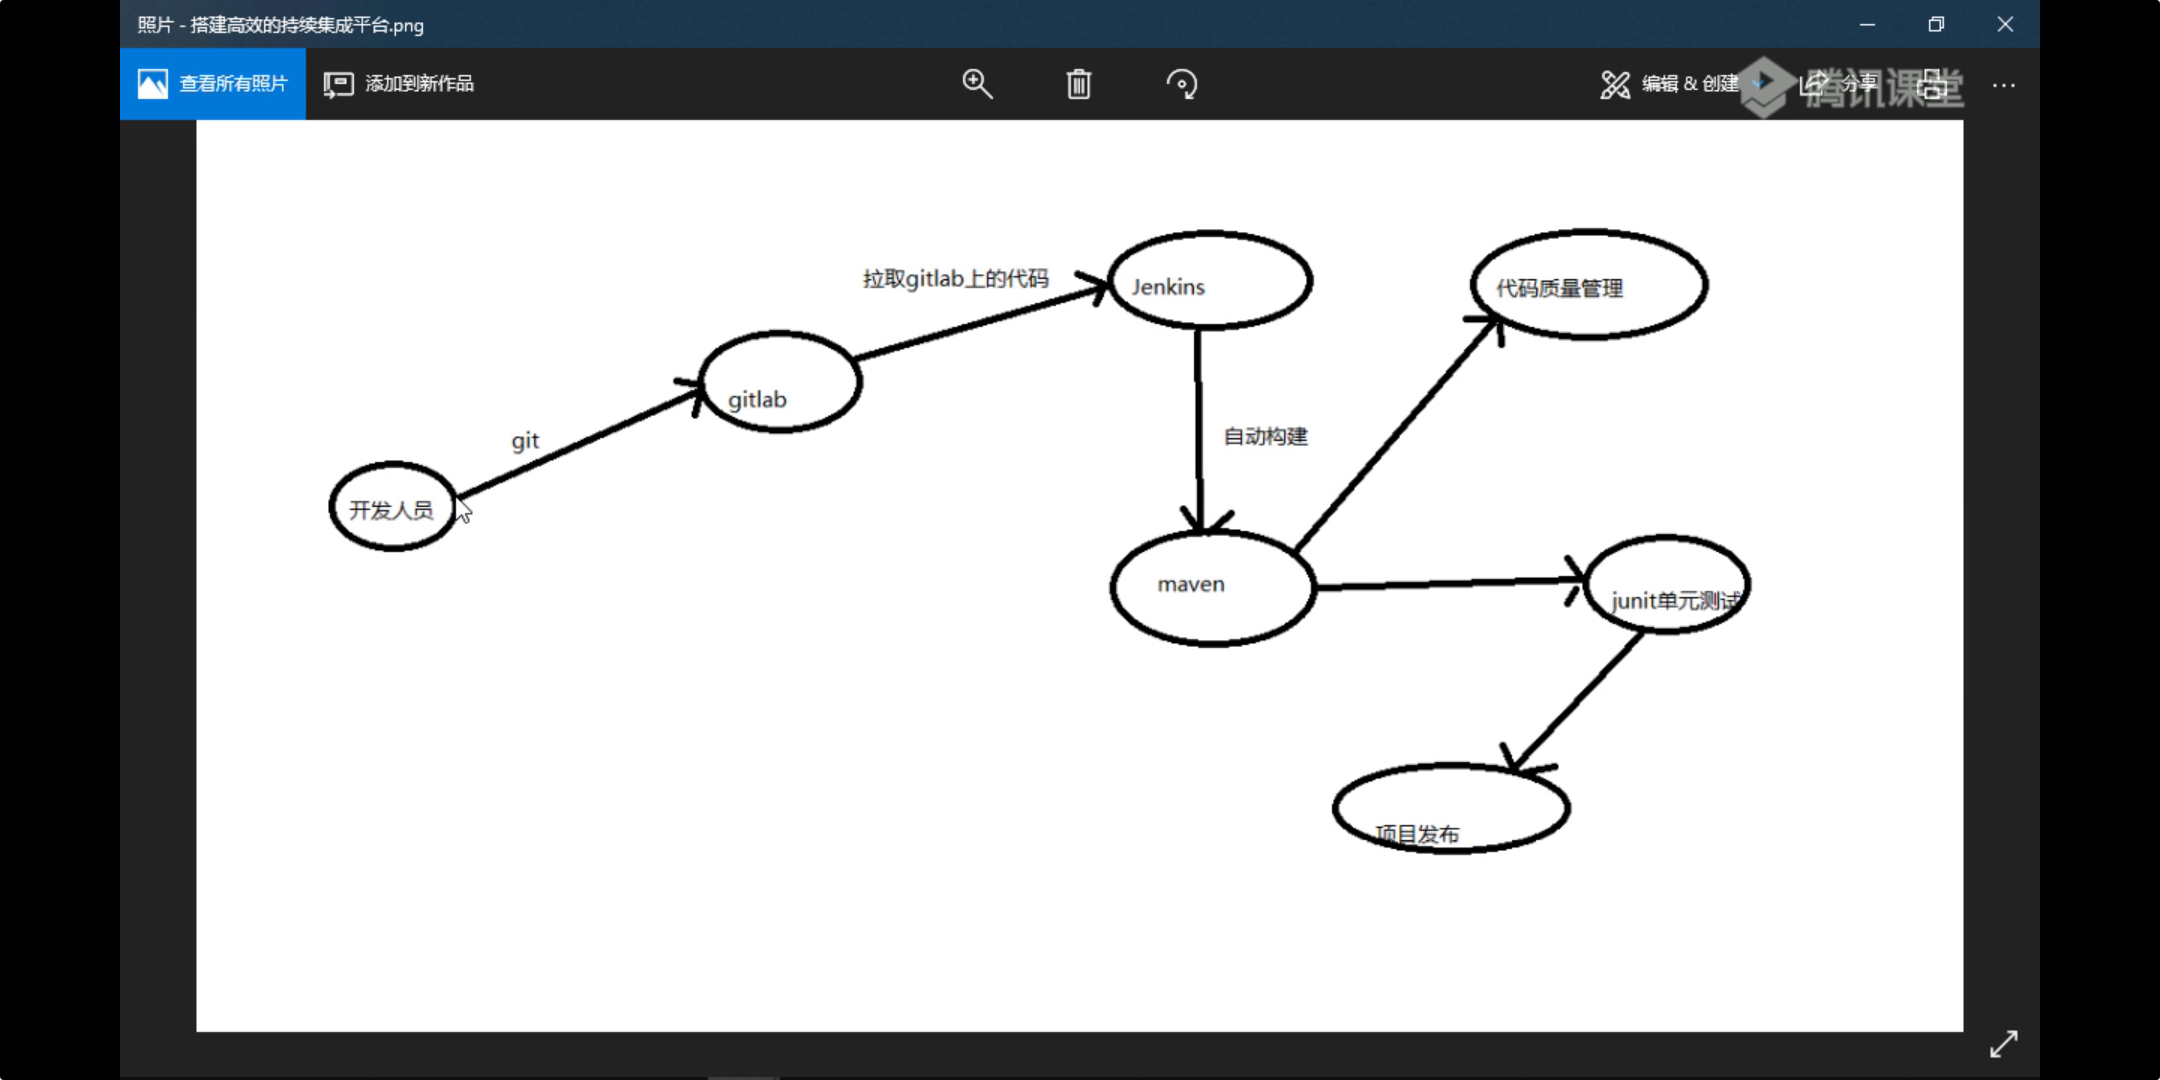 照片 - 搭建高效的持续集成平台.png
查看所有照片
添加到新作品
编辑 & 创建
分享
腾讯课堂
拉取gitlab上的代码
Jenkins
代码质量管理
gitlab
git
自动构建
开发人员
maven
junit单元测试
项目发布